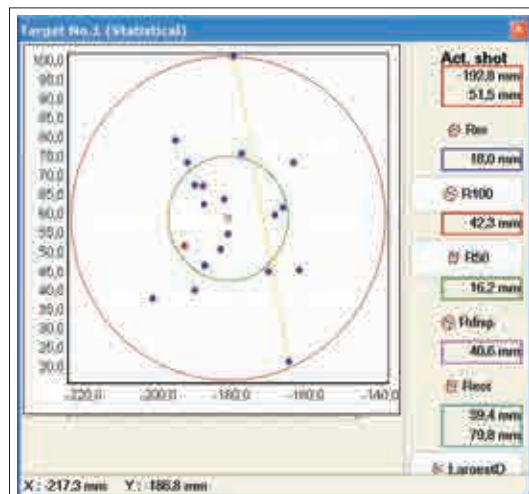 Target No.1 (Statistical)
100,0
95,0
90,0
85,0
80,0
75,0
70,0
65,0
60,0
55,0
50,0
45,0
40,0
35,0
30,0
25,0
20,0
-220,0 -200,0 -180,0 -160,0 -140,0
Act. shot
-192,8 mm
51,5 mm
Rm
18,0 mm
R100
42,3 mm
R50
16,2 mm
40,6 mm
Rect
39,4 mm
79,8 mm
LargestD
X : -217,3 mm Y : -186,8 mm